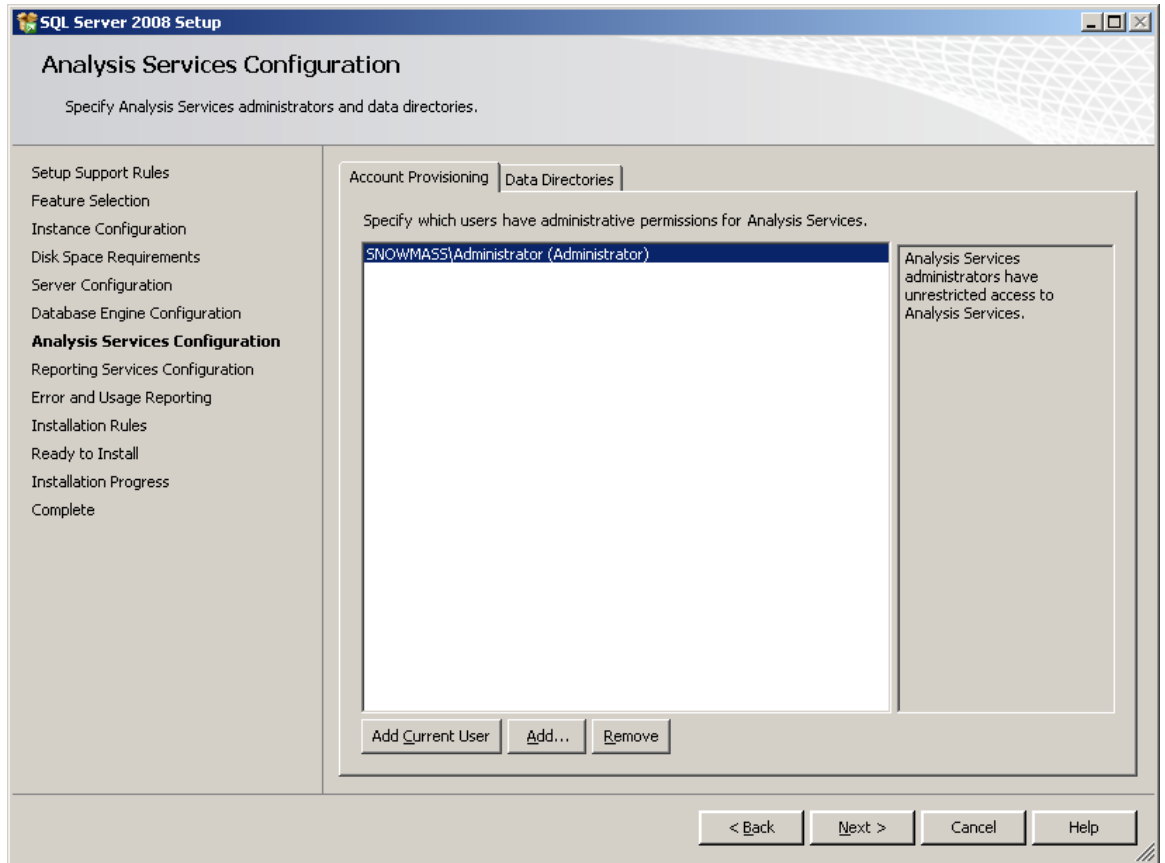 SQL Server 2008 Setup
Analysis Services Configuration
Specify Analysis Services administrators and data directories.
Setup Support Rules
Feature Selection
Instance Configuration
Disk Space Requirements
Server Configuration
Database Engine Configuration
Analysis Services Configuration
Reporting Services Configuration
Error and Usage Reporting
Installation Rules
Ready to Install
Installation Progress
Complete
Account Provisioning
Data Directories
Specify which users have administrative permissions for Analysis Services.
SNOWMASS\Administrator (Administrator)
Analysis Services
administrators have
unrestricted access to
Analysis Services.
Add Current User
Add...
Remove
< Back
Next >
Cancel
Help